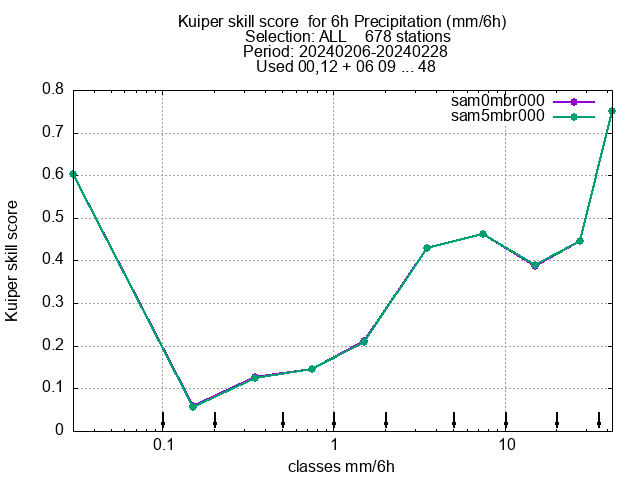 Kuiper skill score  for 6h Precipitation (mm/6h)
Selection: ALL    678 stations
Period: 20240206-20240228
Used 00,12 + 06 09 ... 48
sam0mbr000
sam5mbr000
Kuiper skill score
0.8
0.7
0.6
0.5
0.4
0.3
0.2
0.1
0
0.1 1 10
classes mm/6h